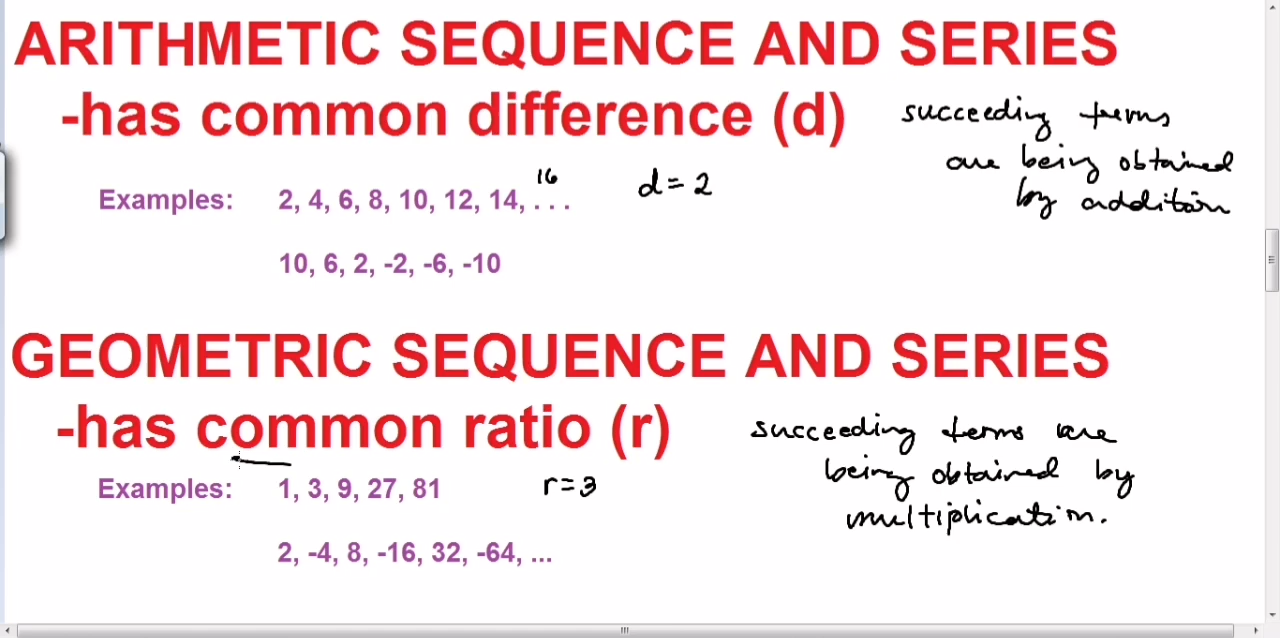 ARITHMETIC SEQUENCE AND SERIES
-has common difference (d)
succeeding terms
are being obtained
by addition
16
Examples: 2, 4, 6, 8, 10, 12, 14, . . .
d = 2
10, 6, 2, -2, -6, -10
GEOMETRIC SEQUENCE AND SERIES
-has common ratio (r)
succeeding terms are
being obtained by
multiplication.
Examples: 1, 3, 9, 27, 81
r = 3
2, -4, 8, -16, 32, -64, ...